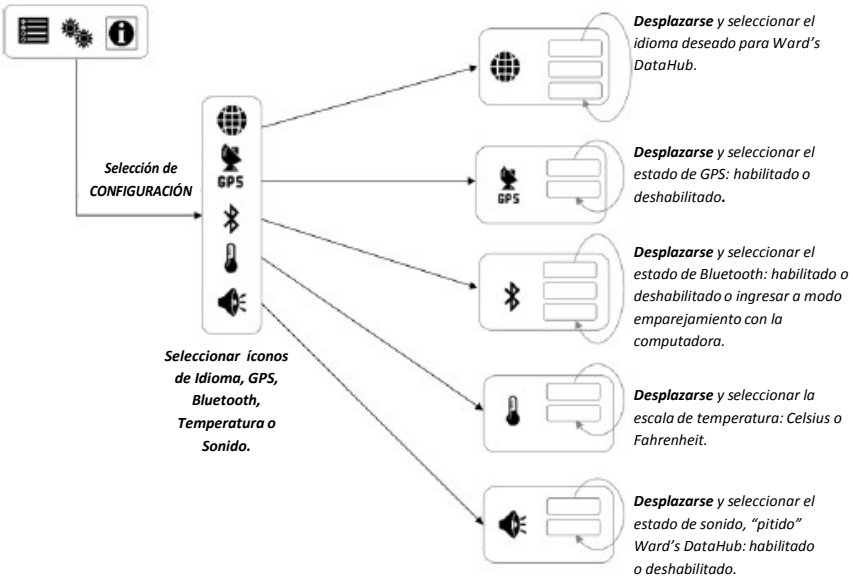 Desplazarse y seleccionar el
idioma deseado para Ward’s
DataHub.
Selección de
CONFIGURACIÓN
GPS
Seleccionar íconos
de Idioma, GPS,
Bluetooth,
Temperatura o
Sonido.
GPS
Desplazarse y seleccionar el
estado de GPS: habilitado o
deshabilitado.
Desplazarse y seleccionar el
estado de Bluetooth: habilitado o
deshabilitado o ingresar a modo
emparejamiento con la
computadora.
Desplazarse y seleccionar la
escala de temperatura: Celsius o
Fahrenheit.
Desplazarse y seleccionar el
estado de sonido, “pitido”
Ward’s DataHub: habilitado
o deshabilitado.